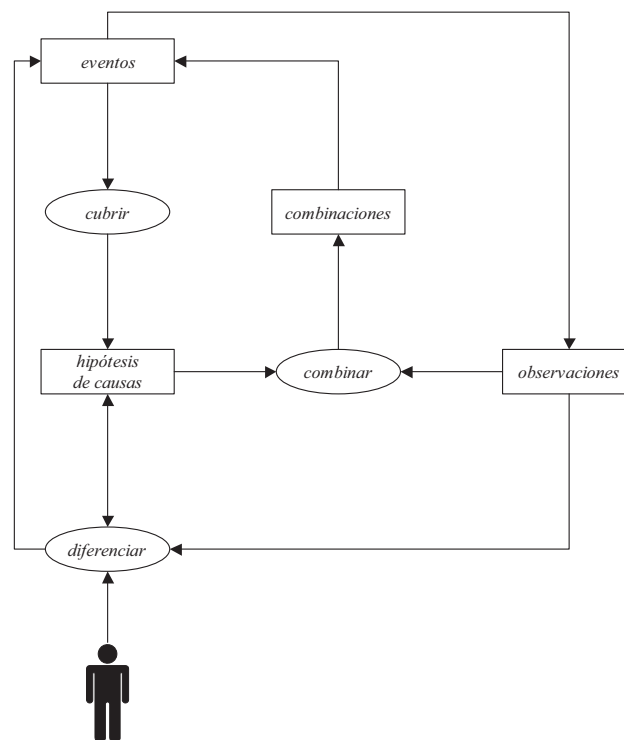 eventos
cubrir
combinaciones
hipótesis
de causas
combinar
observaciones
diferenciar